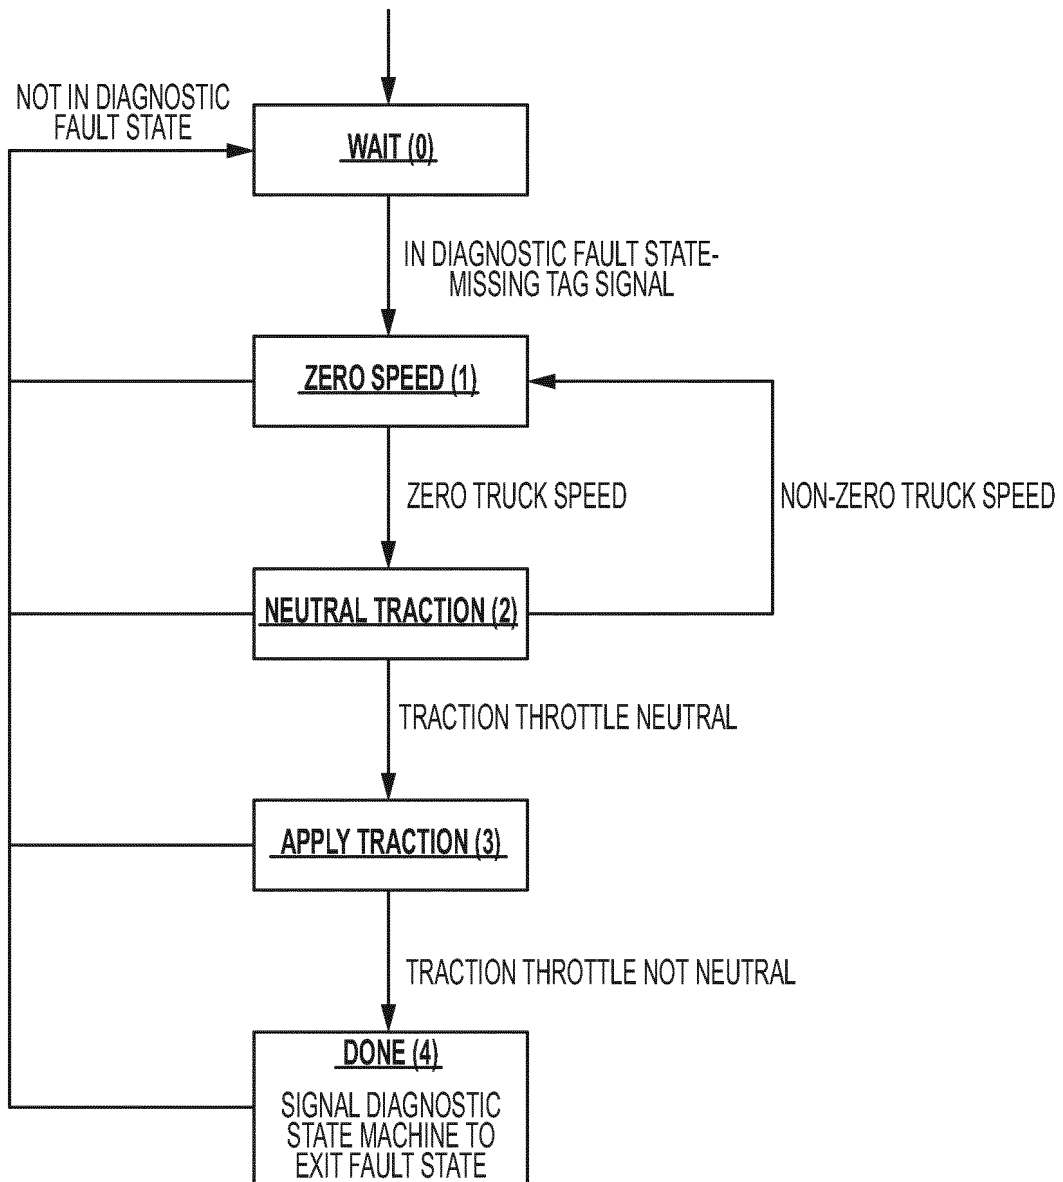 NOT IN DIAGNOSTIC
FAULT STATE
WAIT (0)
IN DIAGNOSTIC FAULT STATE-
MISSING TAG SIGNAL
ZERO SPEED (1)
ZERO TRUCK SPEED
NON-ZERO TRUCK SPEED
NEUTRAL TRACTION (2)
TRACTION THROTTLE NEUTRAL
APPLY TRACTION (3)
TRACTION THROTTLE NOT NEUTRAL
DONE (4)
SIGNAL DIAGNOSTIC
STATE MACHINE TO
EXIT FAULT STATE